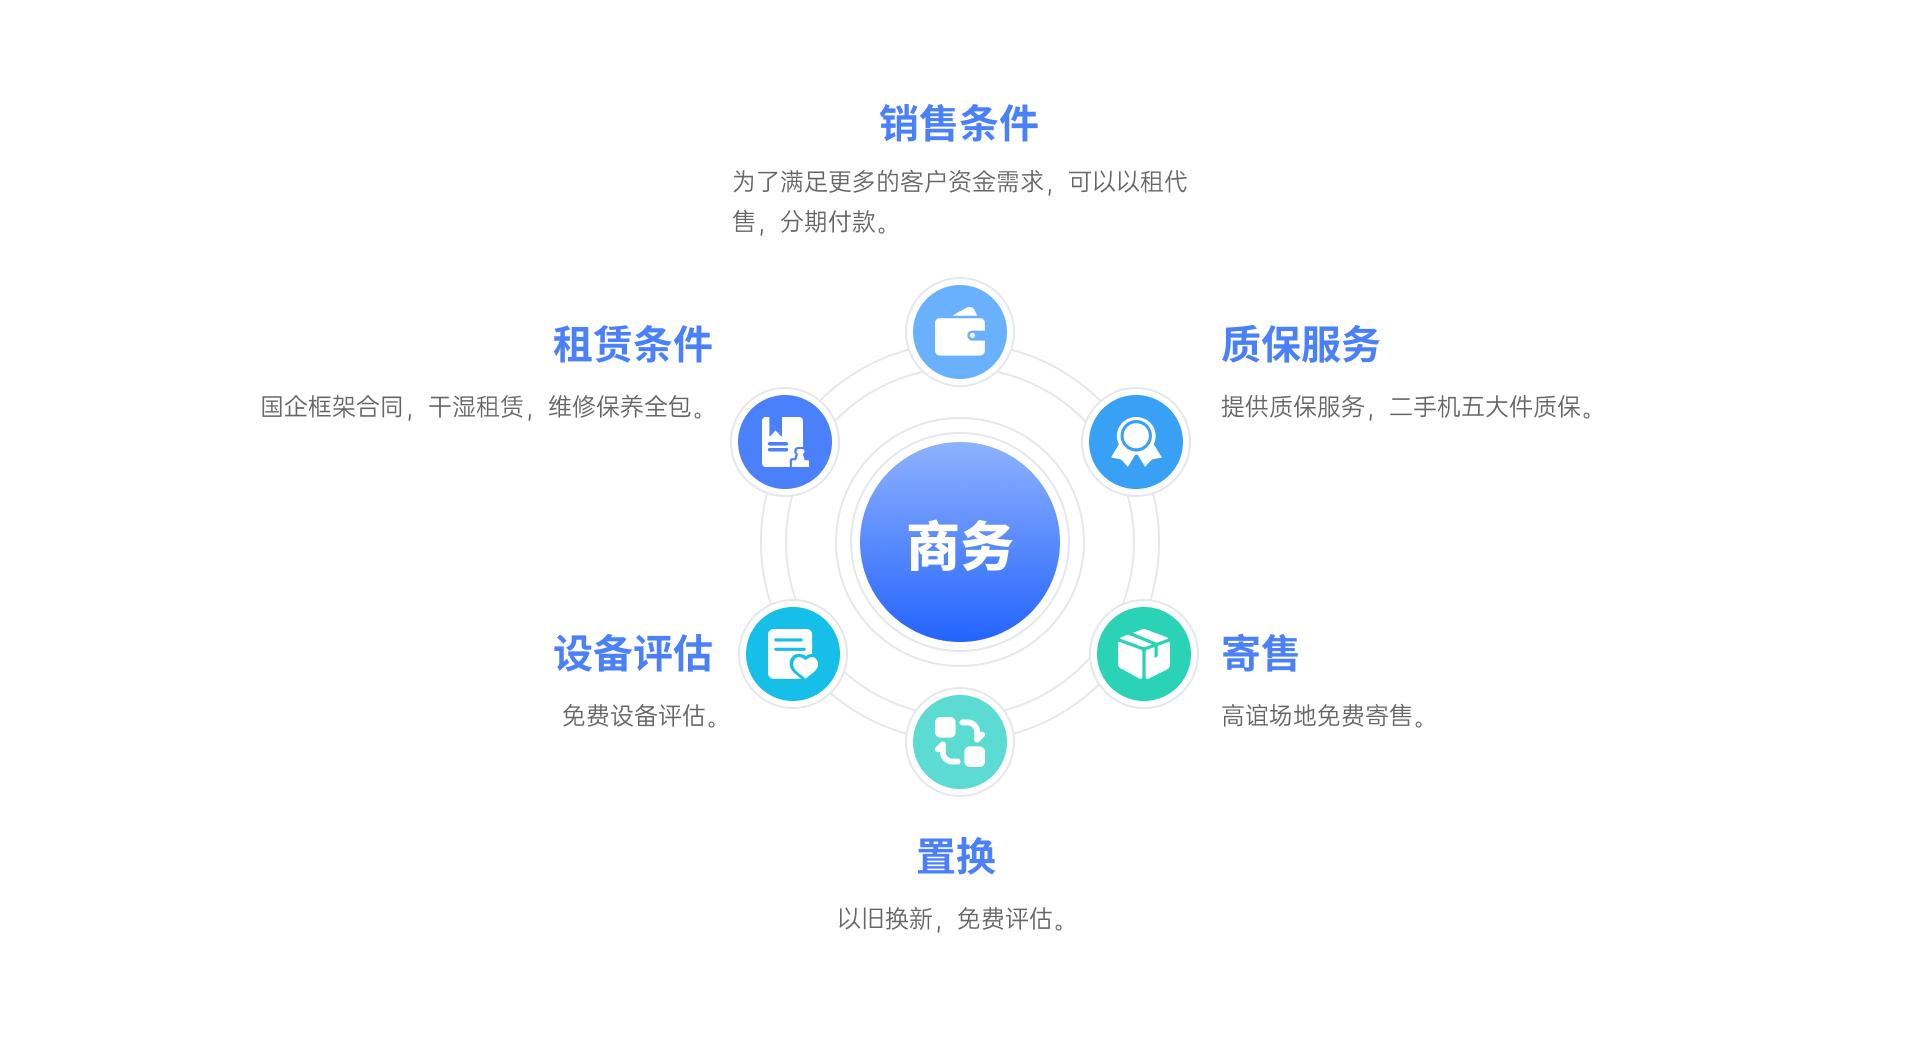 销售条件
为了满足更多的客户资金需求，可以以租代
售，分期付款。
租赁条件
国企框架合同，干湿租赁，维修保养全包。
质保服务
提供质保服务，二手机五大件质保。
商务
设备评估
免费设备评估。
寄售
高谊场地免费寄售。
置换
以旧换新，免费评估。